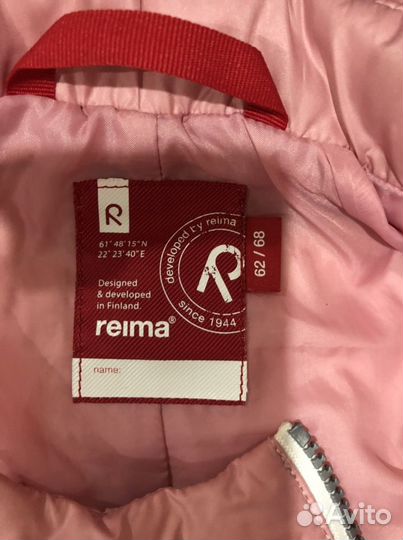 R
61° 48' 15" N
22° 23' 40" E
developed by reima
R
since 1944
62 / 68
Designed
& developed
in Finland.
reima®
name:
Avito